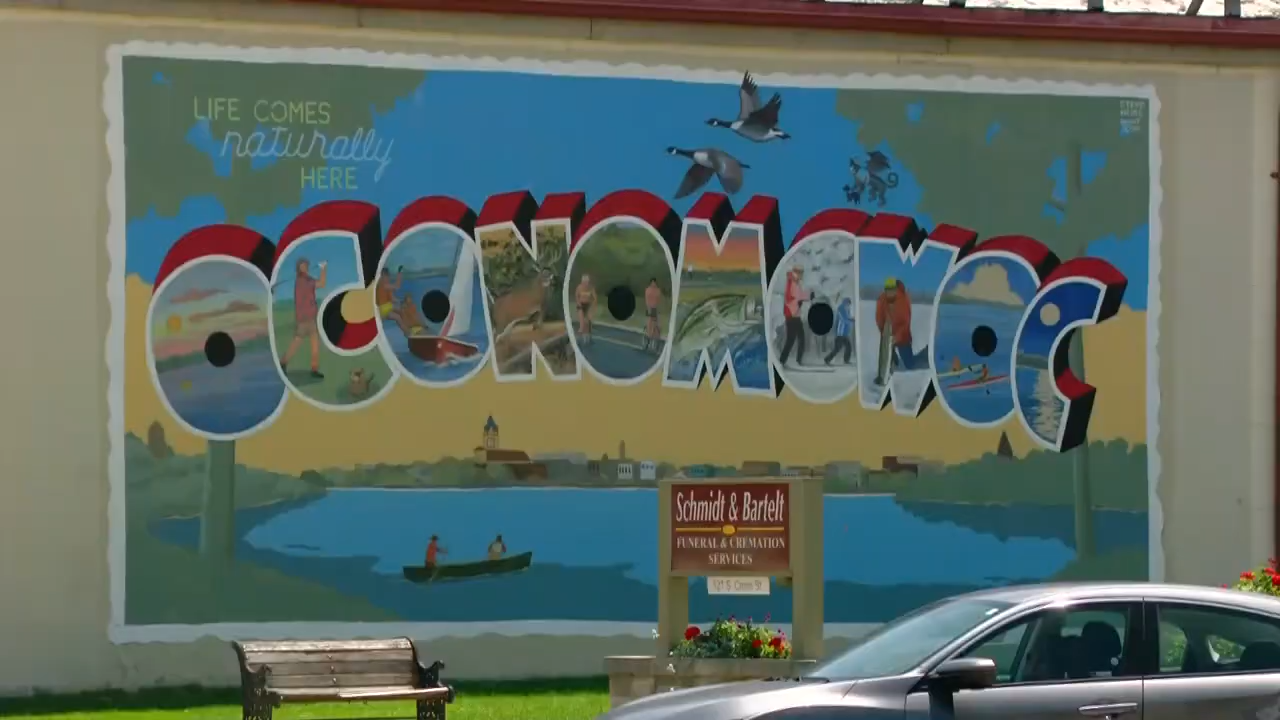 LIFE COMES
naturally
HERE
OCONOMOWOC
Schmidt & Bartelt
FUNERAL & CREMATION
SERVICES